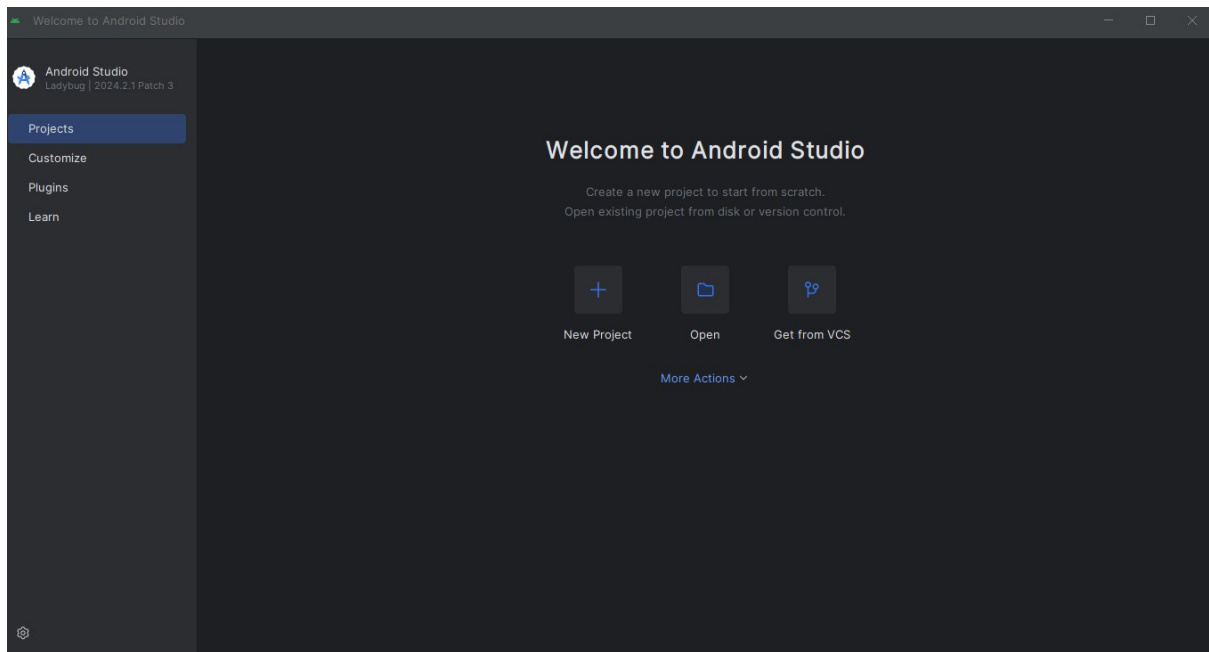 Welcome to Android Studio
Android Studio
Ladybug | 2024.2.1 Patch 3
Projects
Customize
Plugins
Learn
Welcome to Android Studio
Create a new project to start from scratch.
Open existing project from disk or version control.
New Project
Open
Get from VCS
More Actions